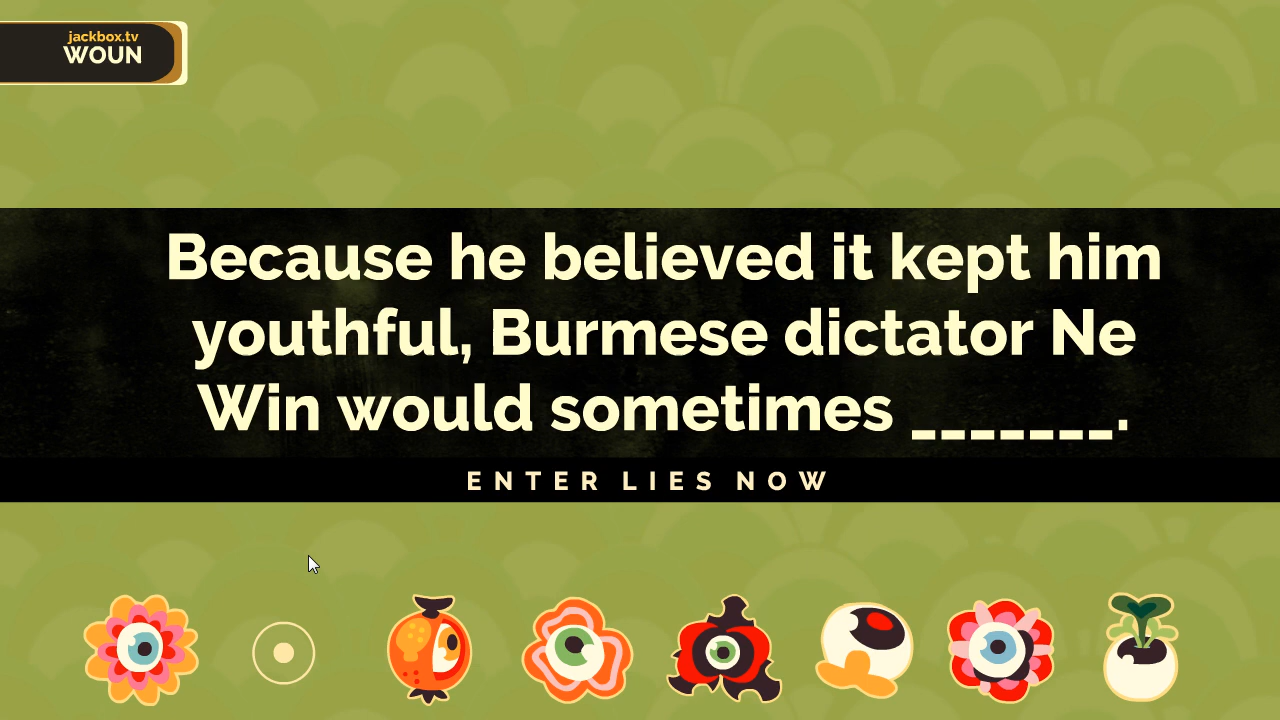 jackbox.tv
WOUN
Because he believed it kept him
youthful, Burmese dictator Ne
Win would sometimes _______.
ENTER LIES NOW